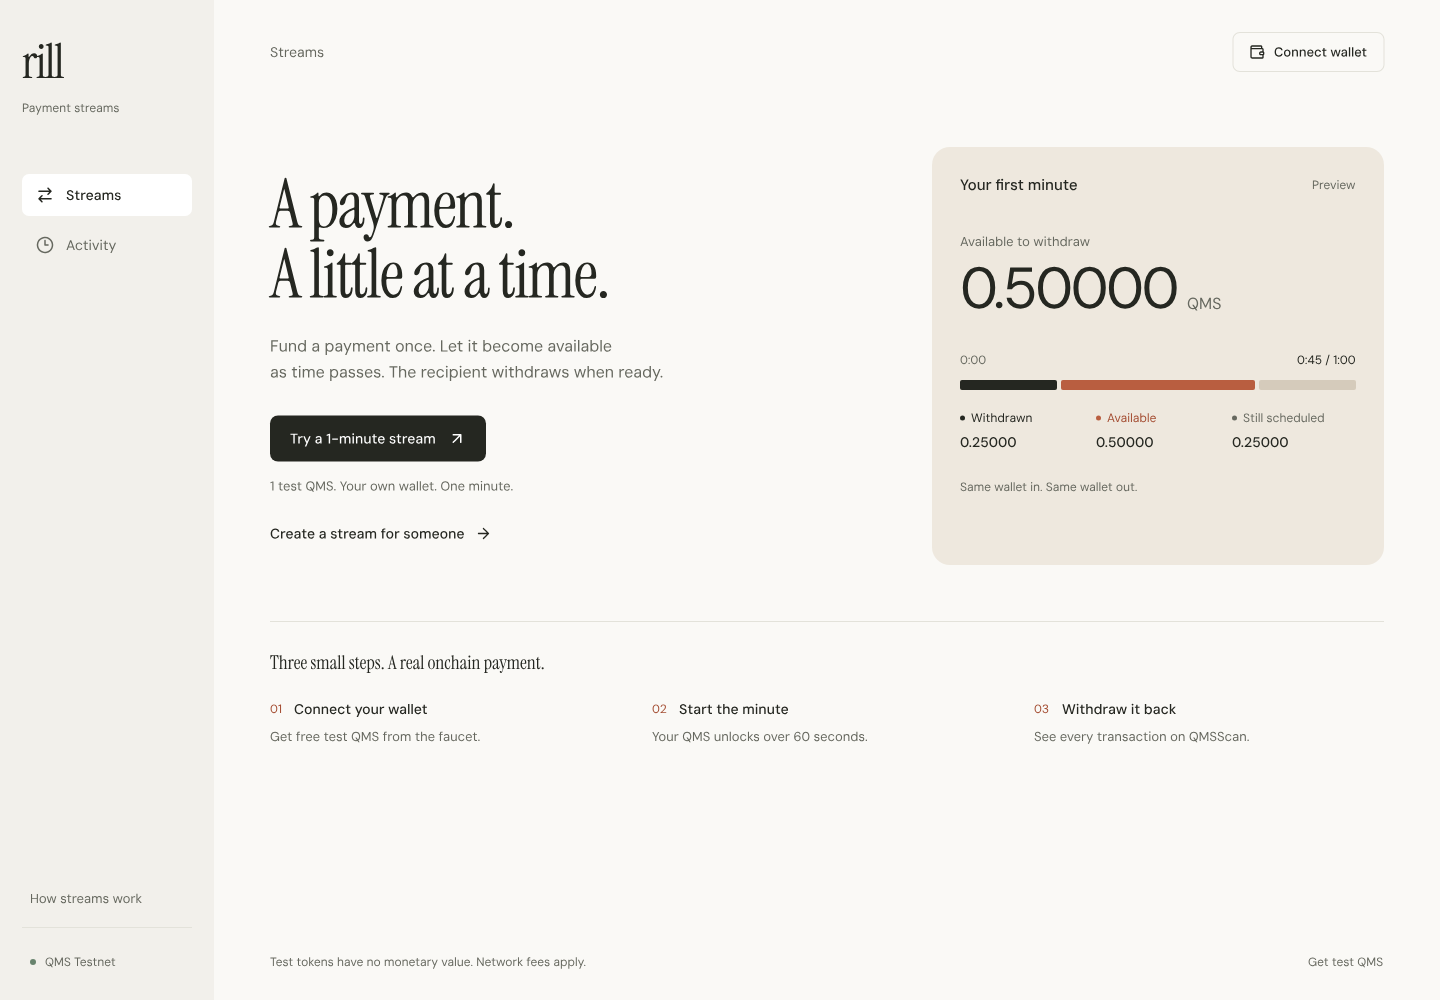 rill
Payment streams
Streams
Activity
How streams work
QMS Testnet
Streams
Connect wallet
A payment.
A little at a time.
Fund a payment once. Let it become available
as time passes. The recipient withdraws when ready.
Try a 1-minute stream
1 test QMS. Your own wallet. One minute.
Create a stream for someone
Your first minute
Preview
Available to withdraw
0.50000 QMS
0:00
0:45 / 1:00
Withdrawn
0.25000
Available
0.50000
Still scheduled
0.25000
Same wallet in. Same wallet out.
Three small steps. A real onchain payment.
01 Connect your wallet
Get free test QMS from the faucet.
02 Start the minute
Your QMS unlocks over 60 seconds.
03 Withdraw it back
See every transaction on QMSScan.
Test tokens have no monetary value. Network fees apply.
Get test QMS